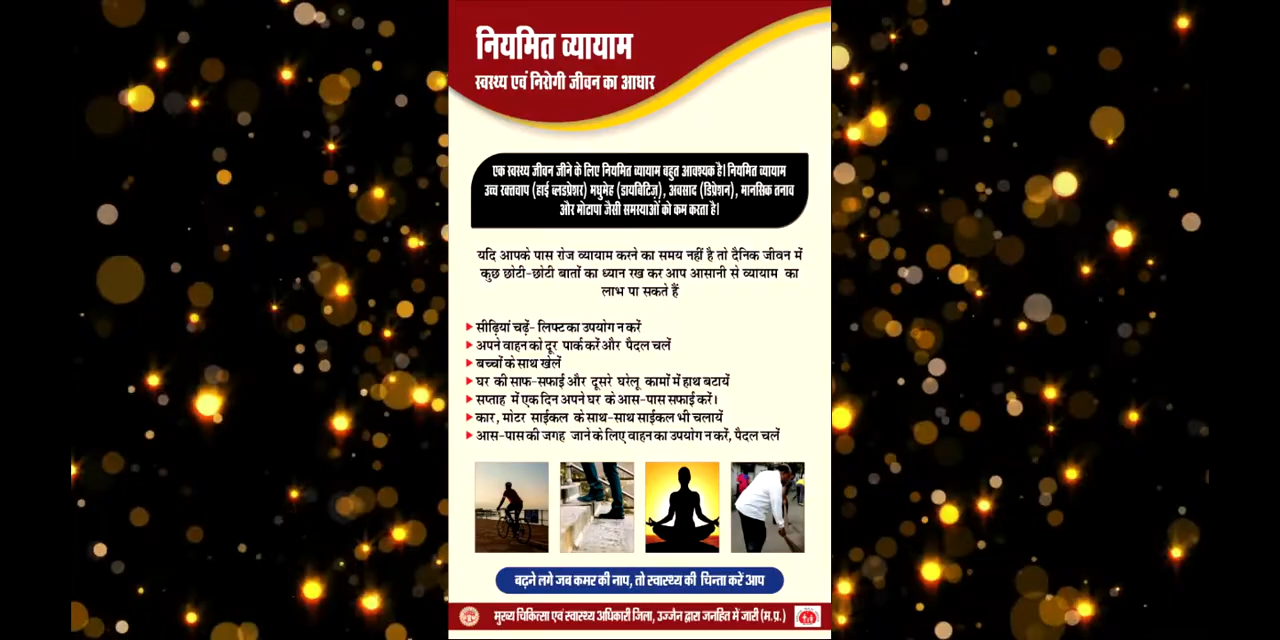 नियमित व्यायाम
स्वस्थ्य एवं निरोगी जीवन का आधार
एक स्वस्थ्य जीवन जीने के लिए नियमित व्यायाम बहुत आवश्यक है। नियमित व्यायाम
उच्च रक्तचाप (हाई ब्लडप्रेशर) मधुमेह (डायबिटिज), अवसाद (डिप्रेशन), मानसिक तनाव
और मोटापा जैसी समस्याओं को कम करता है।
यदि आपके पास रोज व्यायाम करने का समय नहीं है तो दैनिक जीवन में
कुछ छोटी-छोटी बातों का ध्यान रख कर आप आसानी से व्यायाम का
लाभ पा सकते हैं
सीढ़ियां चढ़ें- लिफ्ट का उपयोग न करें
अपने वाहन को दूर पार्क करें और पैदल चलें
बच्चों के साथ खेलें
घर की साफ-सफाई और दूसरे घरेलू कामों में हाथ बटायें
सप्ताह में एक दिन अपने घर के आस-पास सफाई करें।
कार, मोटर साईकल के साथ-साथ साईकल भी चलायें
आस-पास की जगह जाने के लिए वाहन का उपयोग न करें, पैदल चलें
बढ़ने लगे जब कमर की नाप, तो स्वास्थ्य की चिन्ता करें आप
मुख्य चिकित्सा एवं स्वास्थ्य अधिकारी जिला, उज्जेन द्वारा जनहित में जारी (म.प्र.)